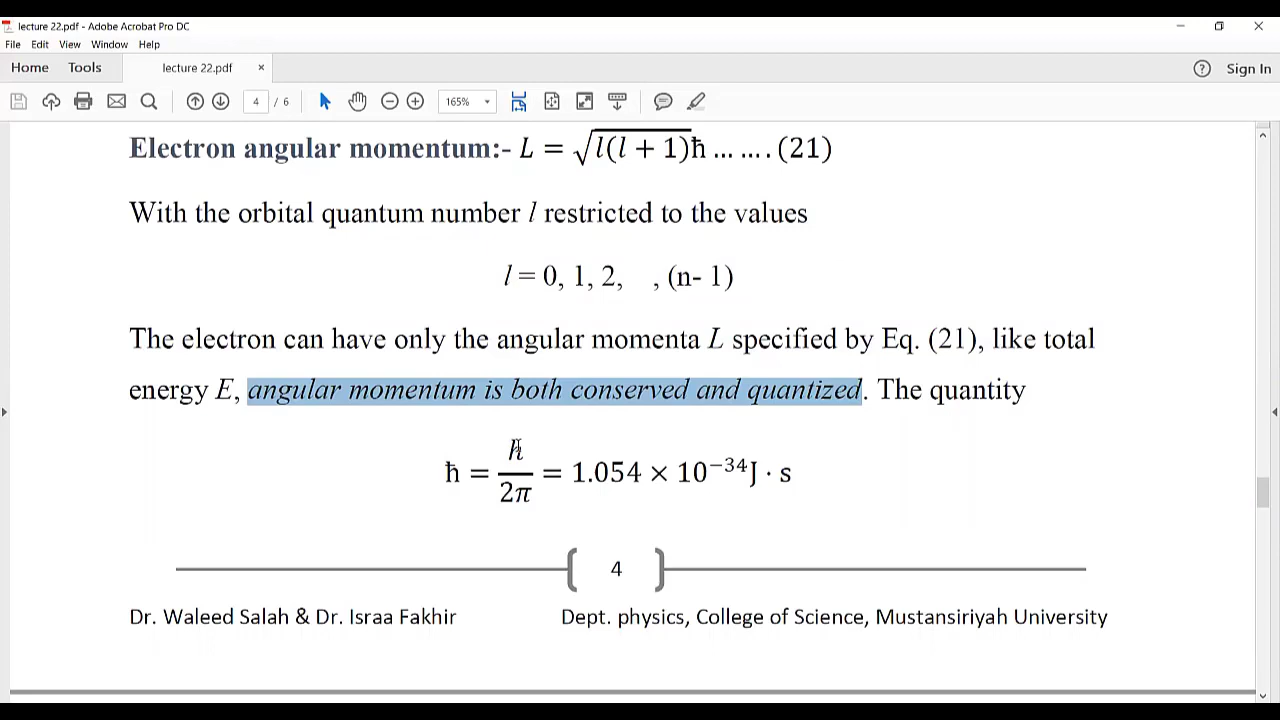 lecture 22.pdf - Adobe Acrobat Pro DC
File Edit View Window Help
Home Tools lecture 22.pdf × Sign In
4 / 6 165%
Electron angular momentum:- L = √l(l + 1)ħ … … . (21)
With the orbital quantum number l restricted to the values
l = 0, 1, 2, , (n- 1)
The electron can have only the angular momenta L specified by Eq. (21), like total
energy E, angular momentum is both conserved and quantized. The quantity
ħ = h/2π = 1.054 × 10⁻³⁴J · s
4
Dr. Waleed Salah & Dr. Israa Fakhir Dept. physics, College of Science, Mustansiriyah University